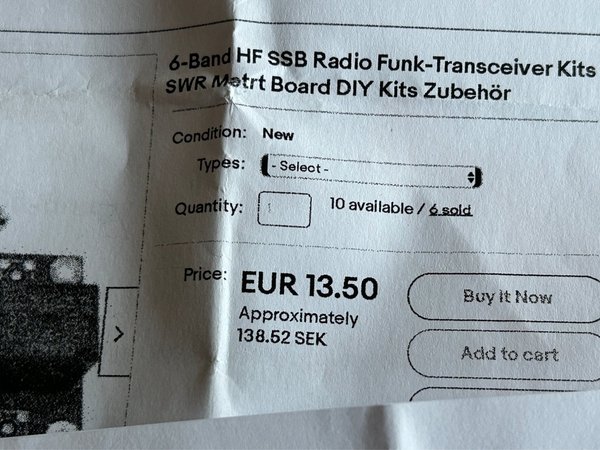 6-Band HF SSB Radio Funk-Transceiver Kits
SWR Metrt Board DIY Kits Zubehör
Condition: New
Types: - Select -
Quantity: 1 10 available / 6 sold
Price: EUR 13.50
Approximately
138.52 SEK
Buy It Now
Add to cart